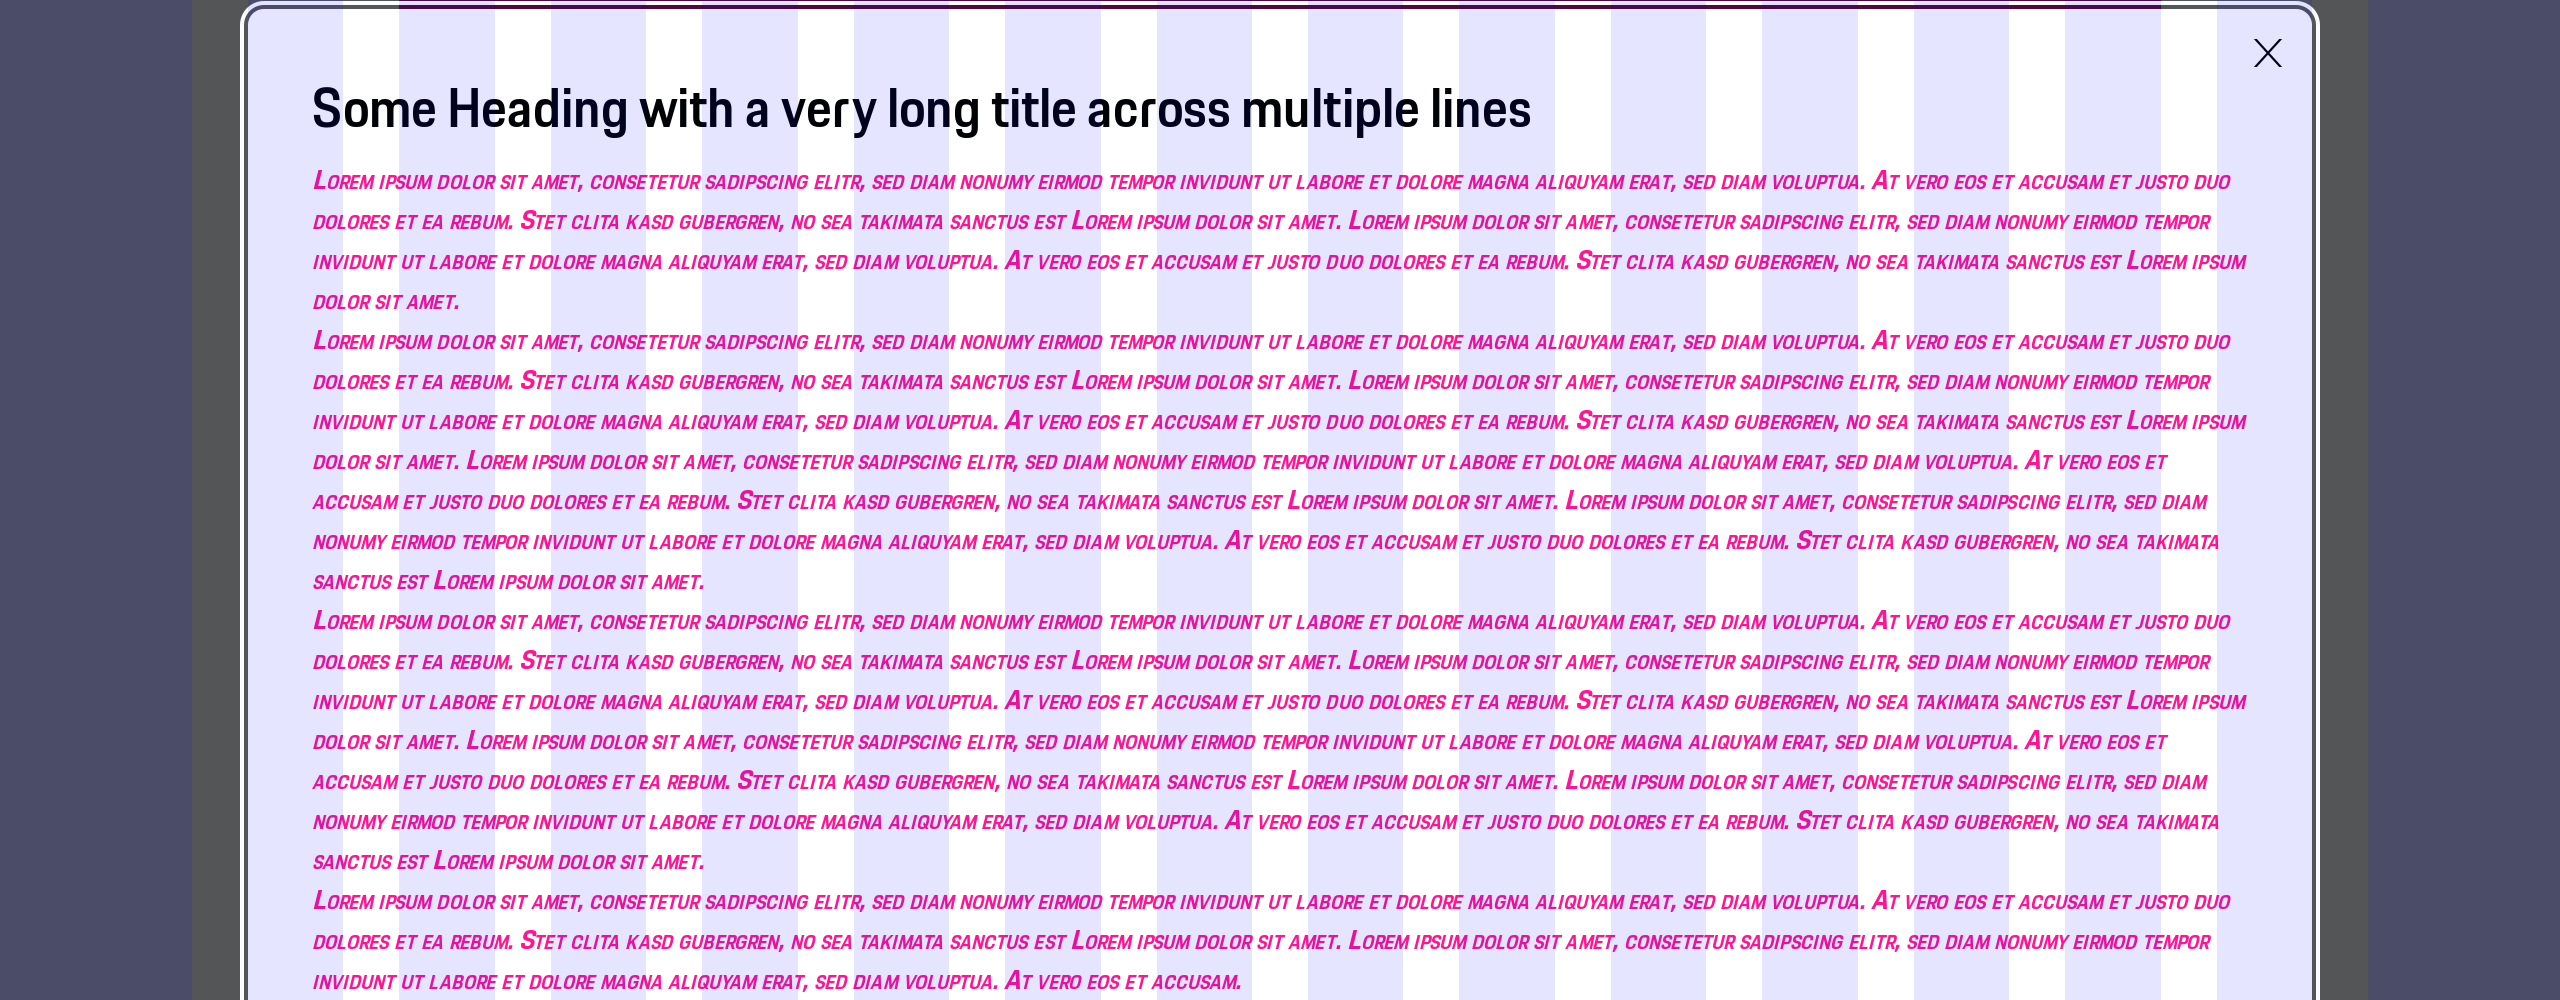 X
Some Heading with a very long title across multiple lines
Lorem ipsum dolor sit amet, consetetur sadipscing elitr, sed diam nonumy eirmod tempor invidunt ut labore et dolore magna aliquyam erat, sed diam voluptua. At vero eos et accusam et justo duo
dolores et ea rebum. Stet clita kasd gubergren, no sea takimata sanctus est Lorem ipsum dolor sit amet. Lorem ipsum dolor sit amet, consetetur sadipscing elitr, sed diam nonumy eirmod tempor
invidunt ut labore et dolore magna aliquyam erat, sed diam voluptua. At vero eos et accusam et justo duo dolores et ea rebum. Stet clita kasd gubergren, no sea takimata sanctus est Lorem ipsum
dolor sit amet.
Lorem ipsum dolor sit amet, consetetur sadipscing elitr, sed diam nonumy eirmod tempor invidunt ut labore et dolore magna aliquyam erat, sed diam voluptua. At vero eos et accusam et justo duo
dolores et ea rebum. Stet clita kasd gubergren, no sea takimata sanctus est Lorem ipsum dolor sit amet. Lorem ipsum dolor sit amet, consetetur sadipscing elitr, sed diam nonumy eirmod tempor
invidunt ut labore et dolore magna aliquyam erat, sed diam voluptua. At vero eos et accusam et justo duo dolores et ea rebum. Stet clita kasd gubergren, no sea takimata sanctus est Lorem ipsum
dolor sit amet. Lorem ipsum dolor sit amet, consetetur sadipscing elitr, sed diam nonumy eirmod tempor invidunt ut labore et dolore magna aliquyam erat, sed diam voluptua. At vero eos et
accusam et justo duo dolores et ea rebum. Stet clita kasd gubergren, no sea takimata sanctus est Lorem ipsum dolor sit amet. Lorem ipsum dolor sit amet, consetetur sadipscing elitr, sed diam
nonumy eirmod tempor invidunt ut labore et dolore magna aliquyam erat, sed diam voluptua. At vero eos et accusam et justo duo dolores et ea rebum. Stet clita kasd gubergren, no sea takimata
sanctus est Lorem ipsum dolor sit amet.
Lorem ipsum dolor sit amet, consetetur sadipscing elitr, sed diam nonumy eirmod tempor invidunt ut labore et dolore magna aliquyam erat, sed diam voluptua. At vero eos et accusam et justo duo
dolores et ea rebum. Stet clita kasd gubergren, no sea takimata sanctus est Lorem ipsum dolor sit amet. Lorem ipsum dolor sit amet, consetetur sadipscing elitr, sed diam nonumy eirmod tempor
invidunt ut labore et dolore magna aliquyam erat, sed diam voluptua. At vero eos et accusam et justo duo dolores et ea rebum. Stet clita kasd gubergren, no sea takimata sanctus est Lorem ipsum
dolor sit amet. Lorem ipsum dolor sit amet, consetetur sadipscing elitr, sed diam nonumy eirmod tempor invidunt ut labore et dolore magna aliquyam erat, sed diam voluptua. At vero eos et
accusam et justo duo dolores et ea rebum. Stet clita kasd gubergren, no sea takimata sanctus est Lorem ipsum dolor sit amet. Lorem ipsum dolor sit amet, consetetur sadipscing elitr, sed diam
nonumy eirmod tempor invidunt ut labore et dolore magna aliquyam erat, sed diam voluptua. At vero eos et accusam et justo duo dolores et ea rebum. Stet clita kasd gubergren, no sea takimata
sanctus est Lorem ipsum dolor sit amet.
Lorem ipsum dolor sit amet, consetetur sadipscing elitr, sed diam nonumy eirmod tempor invidunt ut labore et dolore magna aliquyam erat, sed diam voluptua. At vero eos et accusam et justo duo
dolores et ea rebum. Stet clita kasd gubergren, no sea takimata sanctus est Lorem ipsum dolor sit amet. Lorem ipsum dolor sit amet, consetetur sadipscing elitr, sed diam nonumy eirmod tempor
invidunt ut labore et dolore magna aliquyam erat, sed diam voluptua. At vero eos et accusam.